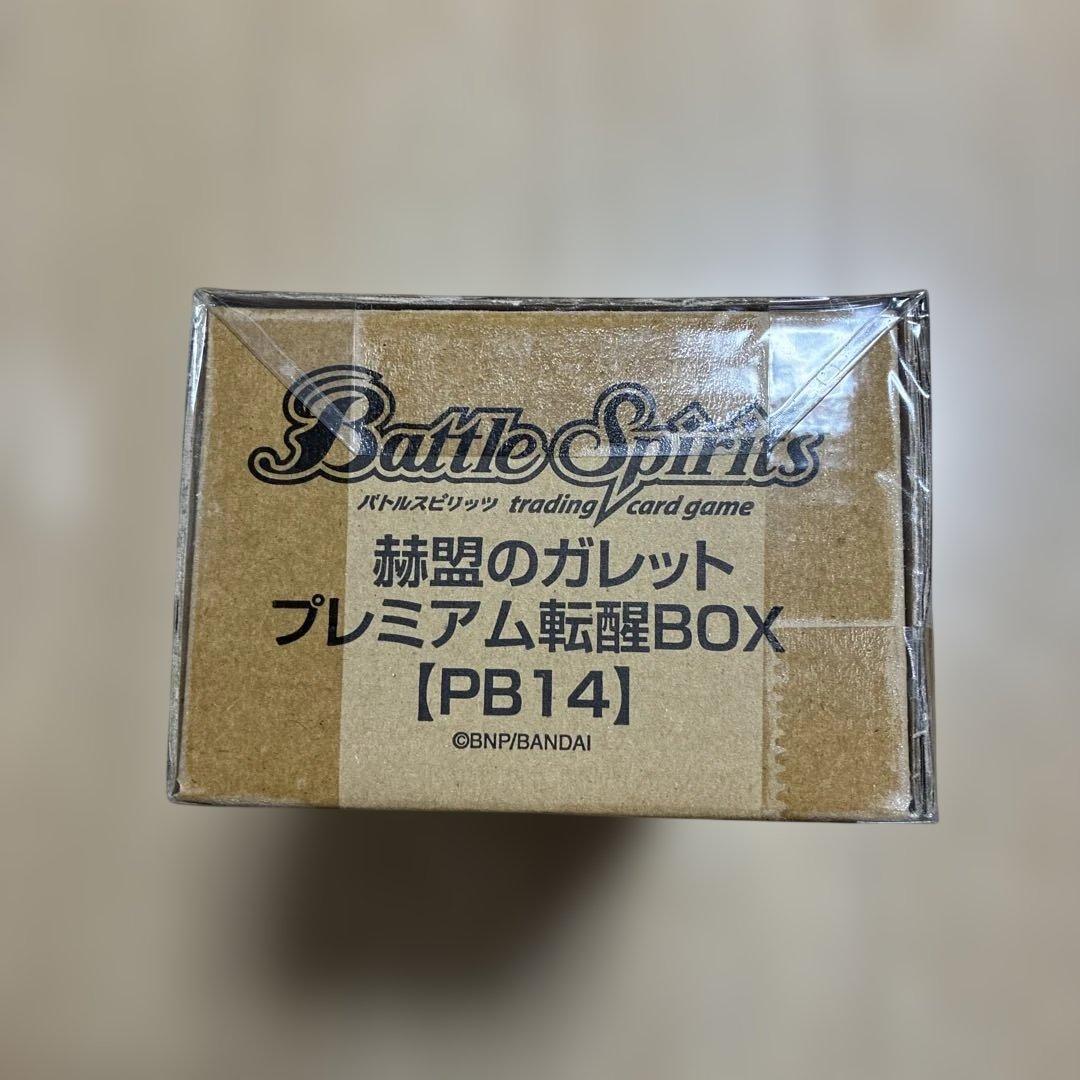 Battle Spirits
バトルスピリッツ trading card game
赫盟のガレット
プレミアム転醒BOX
【PB14】
©BNP/BANDAI